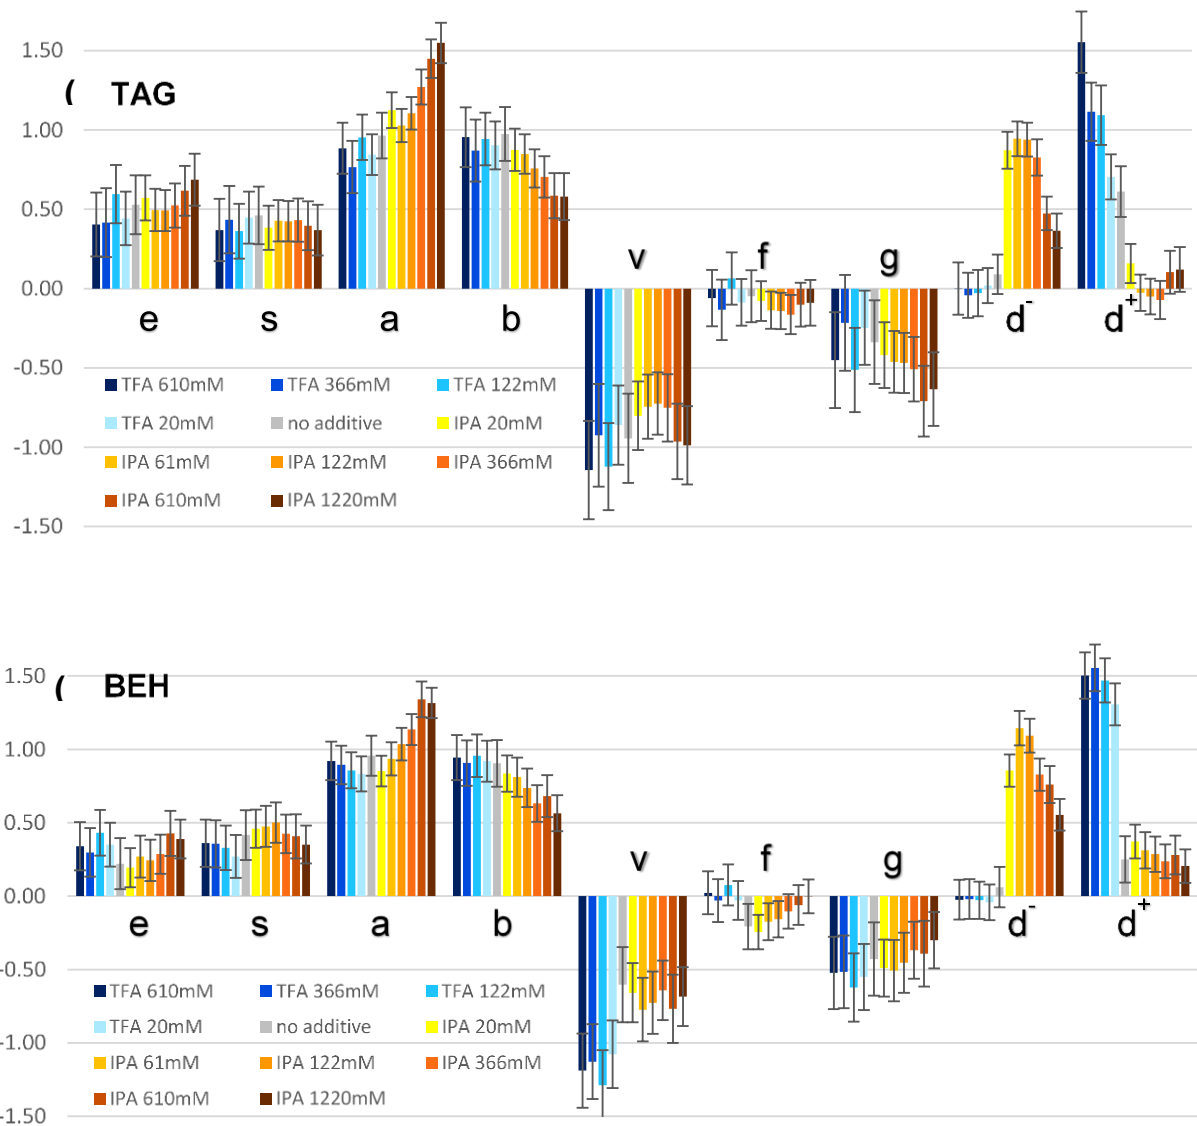 1.50
( TAG
1.00
0.50
v f g
0.00
e s a b d- d+
TFA 610mM TFA 366mM TFA 122mM
-0.50
TFA 20mM no additive IPA 20mM
-1.00
IPA 61mM IPA 122mM IPA 366mM
IPA 610mM IPA 1220mM
-1.50
1.50
( BEH
1.00
0.50
v f g
0.00
e s a b d- d+
-0.50
TFA 610mM TFA 366mM TFA 122mM
TFA 20mM no additive IPA 20mM
-1.00
IPA 61mM IPA 122mM IPA 366mM
IPA 610mM IPA 1220mM
-1.50